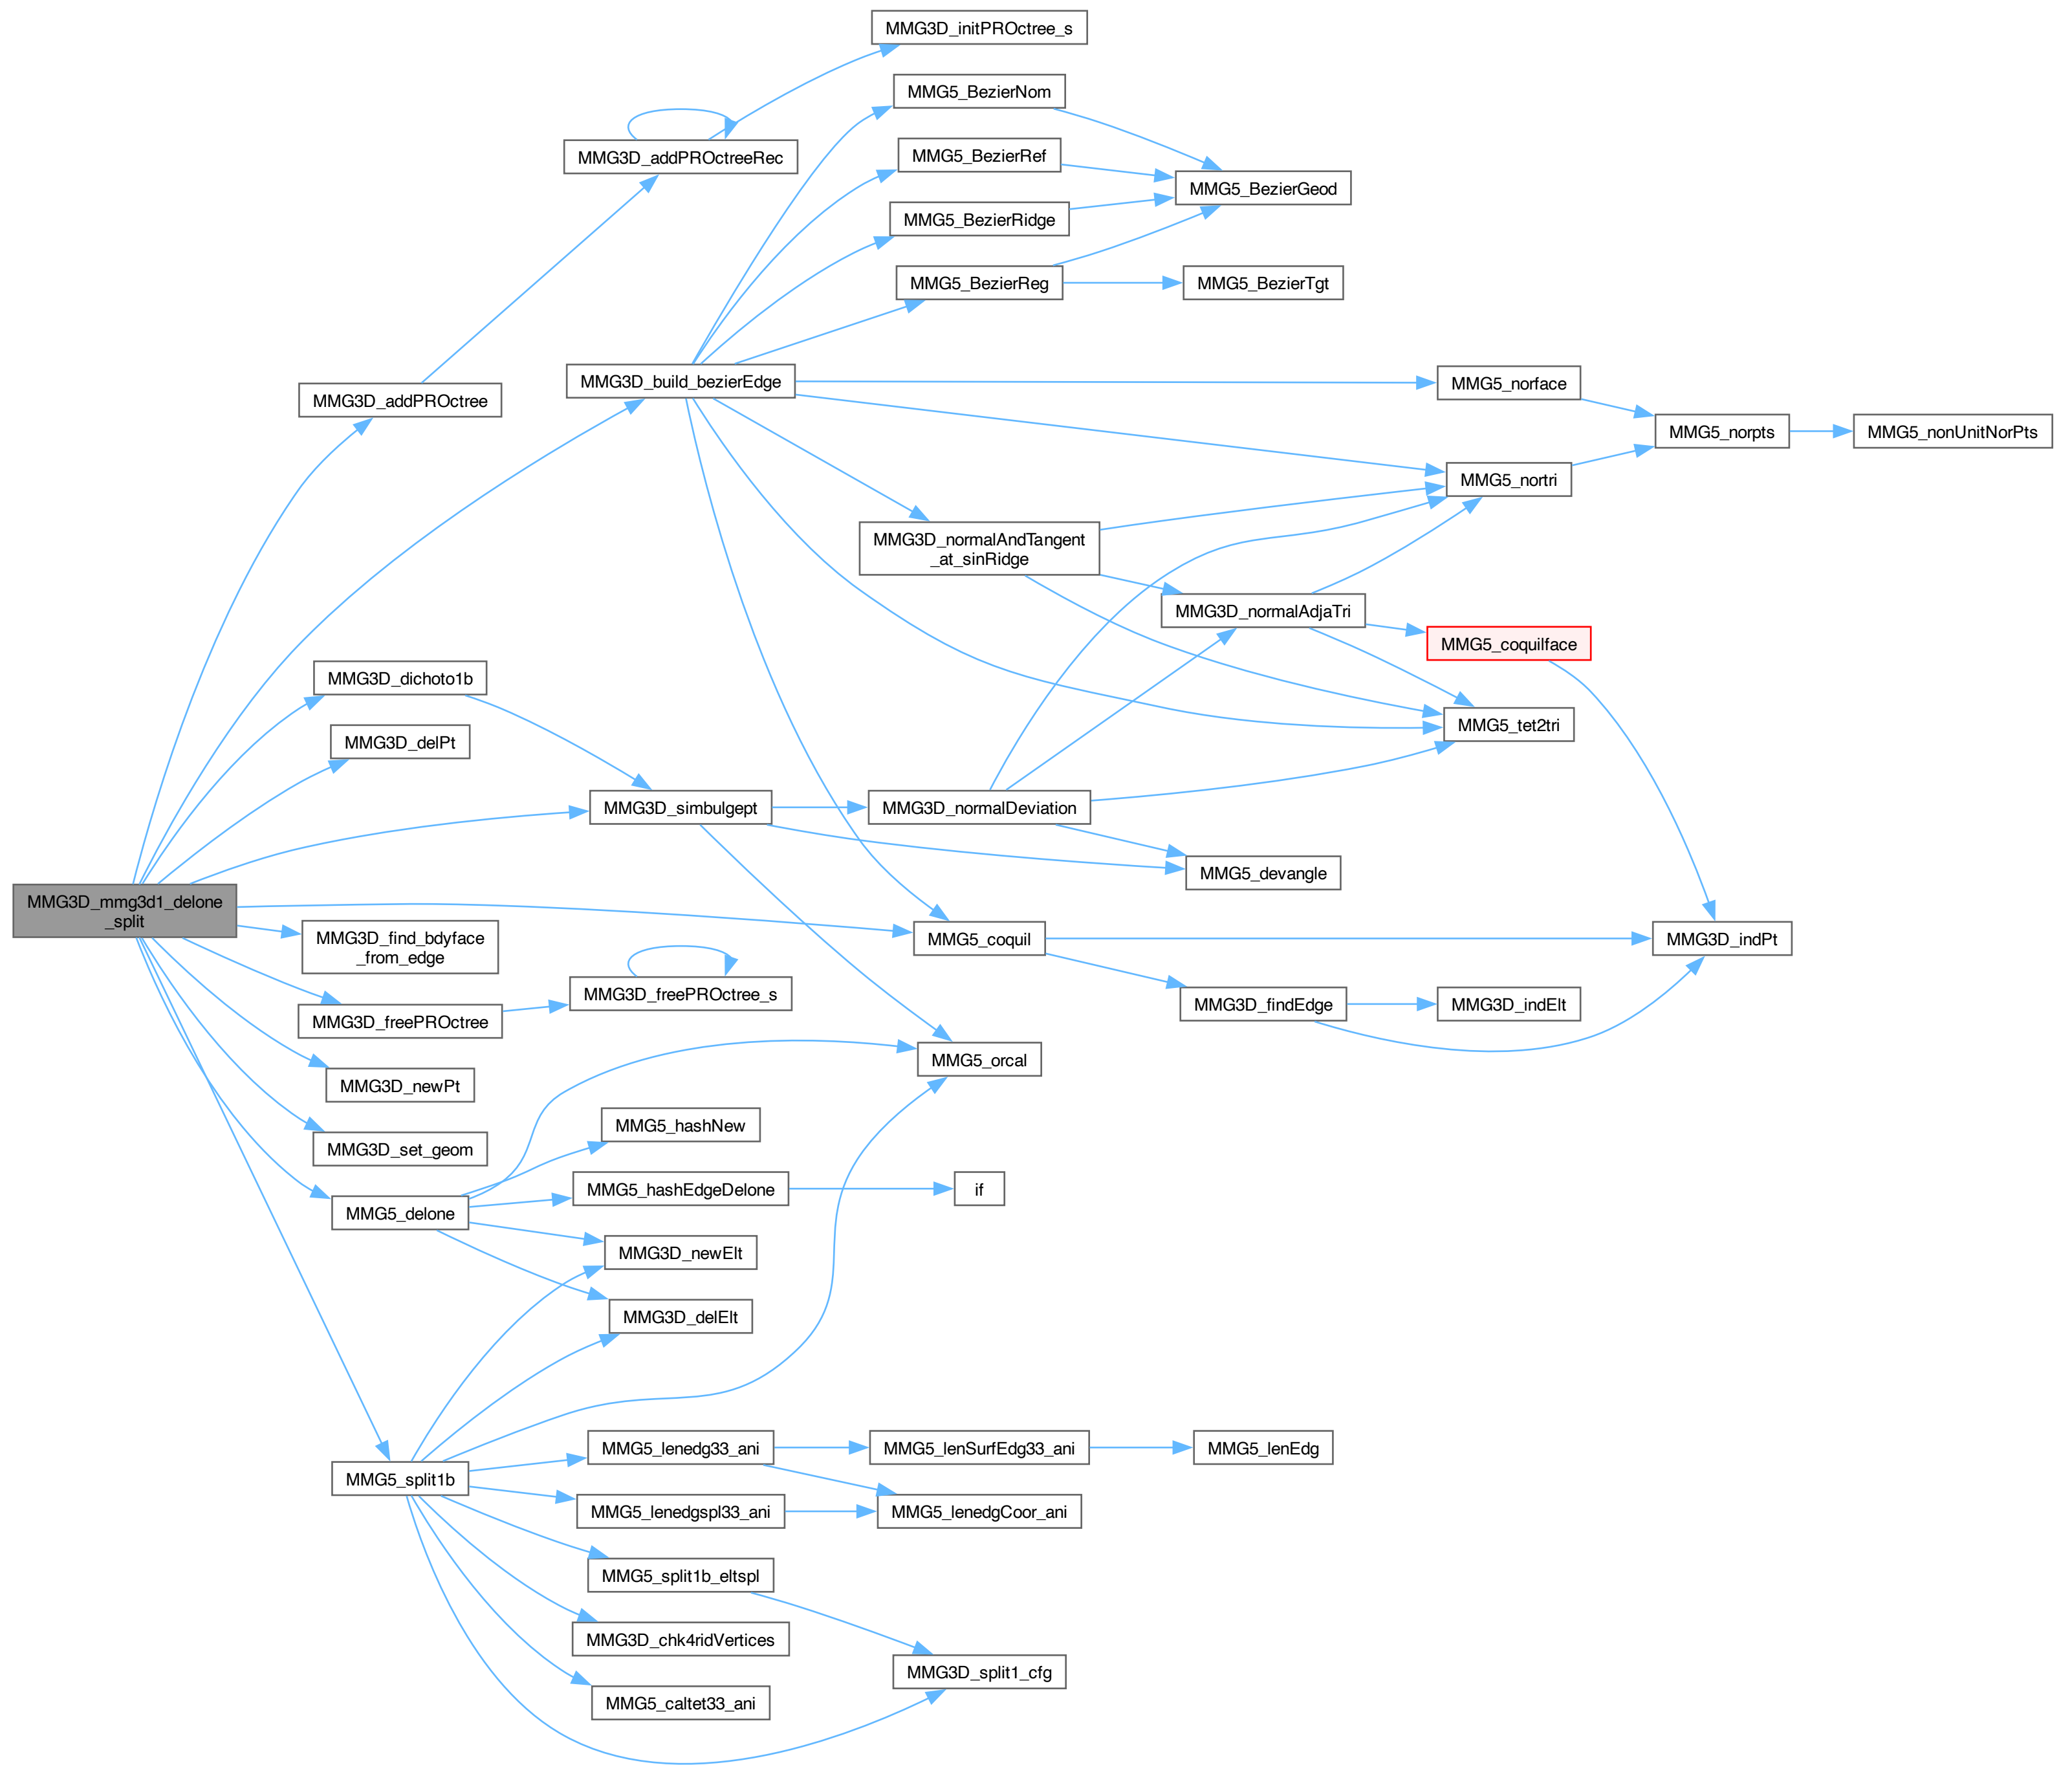 MMG3D_initPROctree_s
MMG5_BezierNom
MMG3D_addPROctreeRec
MMG5_BezierRef
MMG5_BezierGeod
MMG5_BezierRidge
MMG5_BezierReg
MMG5_BezierTgt
MMG3D_build_bezierEdge
MMG5_norface
MMG3D_addPROctree
MMG5_norpts
MMG5_nonUnitNorPts
MMG5_nortri
MMG3D_normalAndTangent
_at_sinRidge
MMG3D_normalAdjaTri
MMG5_coquilface
MMG3D_dichoto1b
MMG5_tet2tri
MMG3D_delPt
MMG3D_simbulgept
MMG3D_normalDeviation
MMG5_devangle
MMG3D_mmg3d1_delone
_split
MMG3D_find_bdyface
_from_edge
MMG5_coquil
MMG3D_indPt
MMG3D_freePROctree_s
MMG3D_findEdge
MMG3D_indElt
MMG3D_freePROctree
MMG5_orcal
MMG3D_newPt
MMG5_hashNew
MMG3D_set_geom
MMG5_hashEdgeDelone
if
MMG5_delone
MMG3D_newElt
MMG3D_delElt
MMG5_lenedg33_ani
MMG5_lenSurfEdg33_ani
MMG5_lenEdg
MMG5_split1b
MMG5_lenedgspl33_ani
MMG5_lenedgCoor_ani
MMG5_split1b_eltspl
MMG3D_chk4ridVertices
MMG3D_split1_cfg
MMG5_caltet33_ani